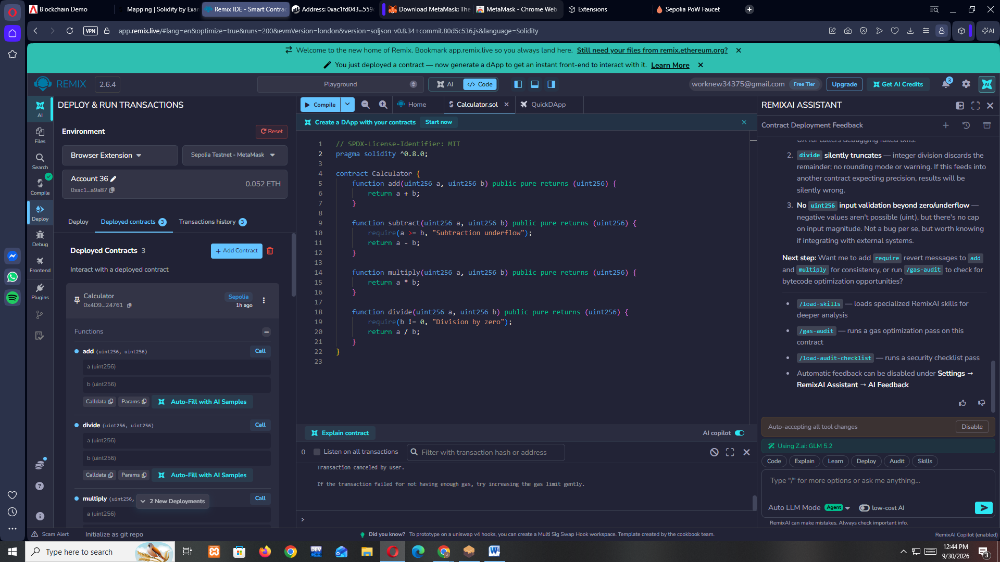 Blockchain Demo
Mapping | Solidity by Exam
Remix IDE - Smart Contrac
Address: 0xac1fd043...559
Download MetaMask: The
MetaMask - Chrome Web
Extensions
Sepolia PoW Faucet
VPN
app.remix.live/#lang=en&optimize=true&runs=200&evmVersion=london&version=soljson-v0.8.34+commit.80d5c536.js&language=Solidity
AI
Welcome to the new home of Remix. Bookmark app.remix.live so you always land here. Still need your files from remix.ethereum.org?
You just deployed a contract — now generate a dApp to get an instant front-end to interact with it. Learn More
REMIX
2.6.4
Playground
AI
</> Code
worknew34375@gmail.com
Free Tier
Upgrade
Get AI Credits
3
AI
AI
Files
Search
Compile
Deploy
Debug
Frontend
Plugins
DEPLOY & RUN TRANSACTIONS
Environment
Reset
Browser Extension
Sepolia Testnet - MetaMask
Account 36
0xac1...a9a87
0.052 ETH
Deploy
Deployed contracts 3
Transactions history 3
Deployed Contracts 3
+ Add Contract
Interact with a deployed contract
Calculator
0x4D9...24761
Sepolia
1h ago
Functions
add (uint256, uint256)
Call
a (uint256)
b (uint256)
Calldata
Params
Auto-Fill with AI Samples
divide (uint256, uint256)
Call
a (uint256)
b (uint256)
Calldata
Params
Auto-Fill with AI Samples
multiply (uint256,
2 New Deployments
Call
a (uint256)
Compile
Home
Calculator.sol
QuickDApp
Create a DApp with your contracts
Start now
1 // SPDX-License-Identifier: MIT
2 pragma solidity ^0.8.0;
3
4 contract Calculator {
5 function add(uint256 a, uint256 b) public pure returns (uint256) {
6 return a + b;
7 }
8
9 function subtract(uint256 a, uint256 b) public pure returns (uint256) {
10 require(a >= b, "Subtraction underflow");
11 return a - b;
12 }
13
14 function multiply(uint256 a, uint256 b) public pure returns (uint256) {
15 return a * b;
16 }
17
18 function divide(uint256 a, uint256 b) public pure returns (uint256) {
19 require(b != 0, "Division by zero");
20 return a / b;
21 }
22 }
23
Explain contract
AI copilot
0
Listen on all transactions
Filter with transaction hash or address
Transaction canceled by user.
If the transaction failed for not having enough gas, try increasing the gas limit gently.
>
REMIXAI ASSISTANT
Contract Deployment Feedback
UX for callers debugging failed txns.
2. divide silently truncates — integer division discards the
remainder; no rounding mode or warning. If this feeds into
another contract expecting precision, results will be
silently wrong.
3. No uint256 input validation beyond zero/underflow —
negative values aren't possible (uint), but there's no cap
on input magnitude. Not a bug per se, but worth knowing
if integrating with external systems.
Next step: Want me to add require revert messages to add
and multiply for consistency, or run /gas-audit to check for
bytecode optimization opportunities?
/load-skills — loads specialized RemixAI skills for
deeper analysis
/gas-audit — runs a gas optimization pass on this
contract
/load-audit-checklist — runs a security checklist pass
Automatic feedback can be disabled under Settings →
RemixAI Assistant → AI Feedback
Auto-accepting all tool changes
Disable
Using Z.ai: GLM 5.2
Code
Explain
Learn
Deploy
Audit
Skills
Type "/" for more options or ask me anything...
Auto LLM Mode
Agent
low-cost AI
RemixAI can make mistakes. Always check important info.
Scam Alert
Initialize as git repo
Did you know? To prototype on a uniswap v4 hooks, you can create a Multi Sig Swap Hook workspace. Template created by the cookbook team.
RemixAI Copilot (enabled)
Type here to search
DEV
12:44 PM
9/30/2026
3